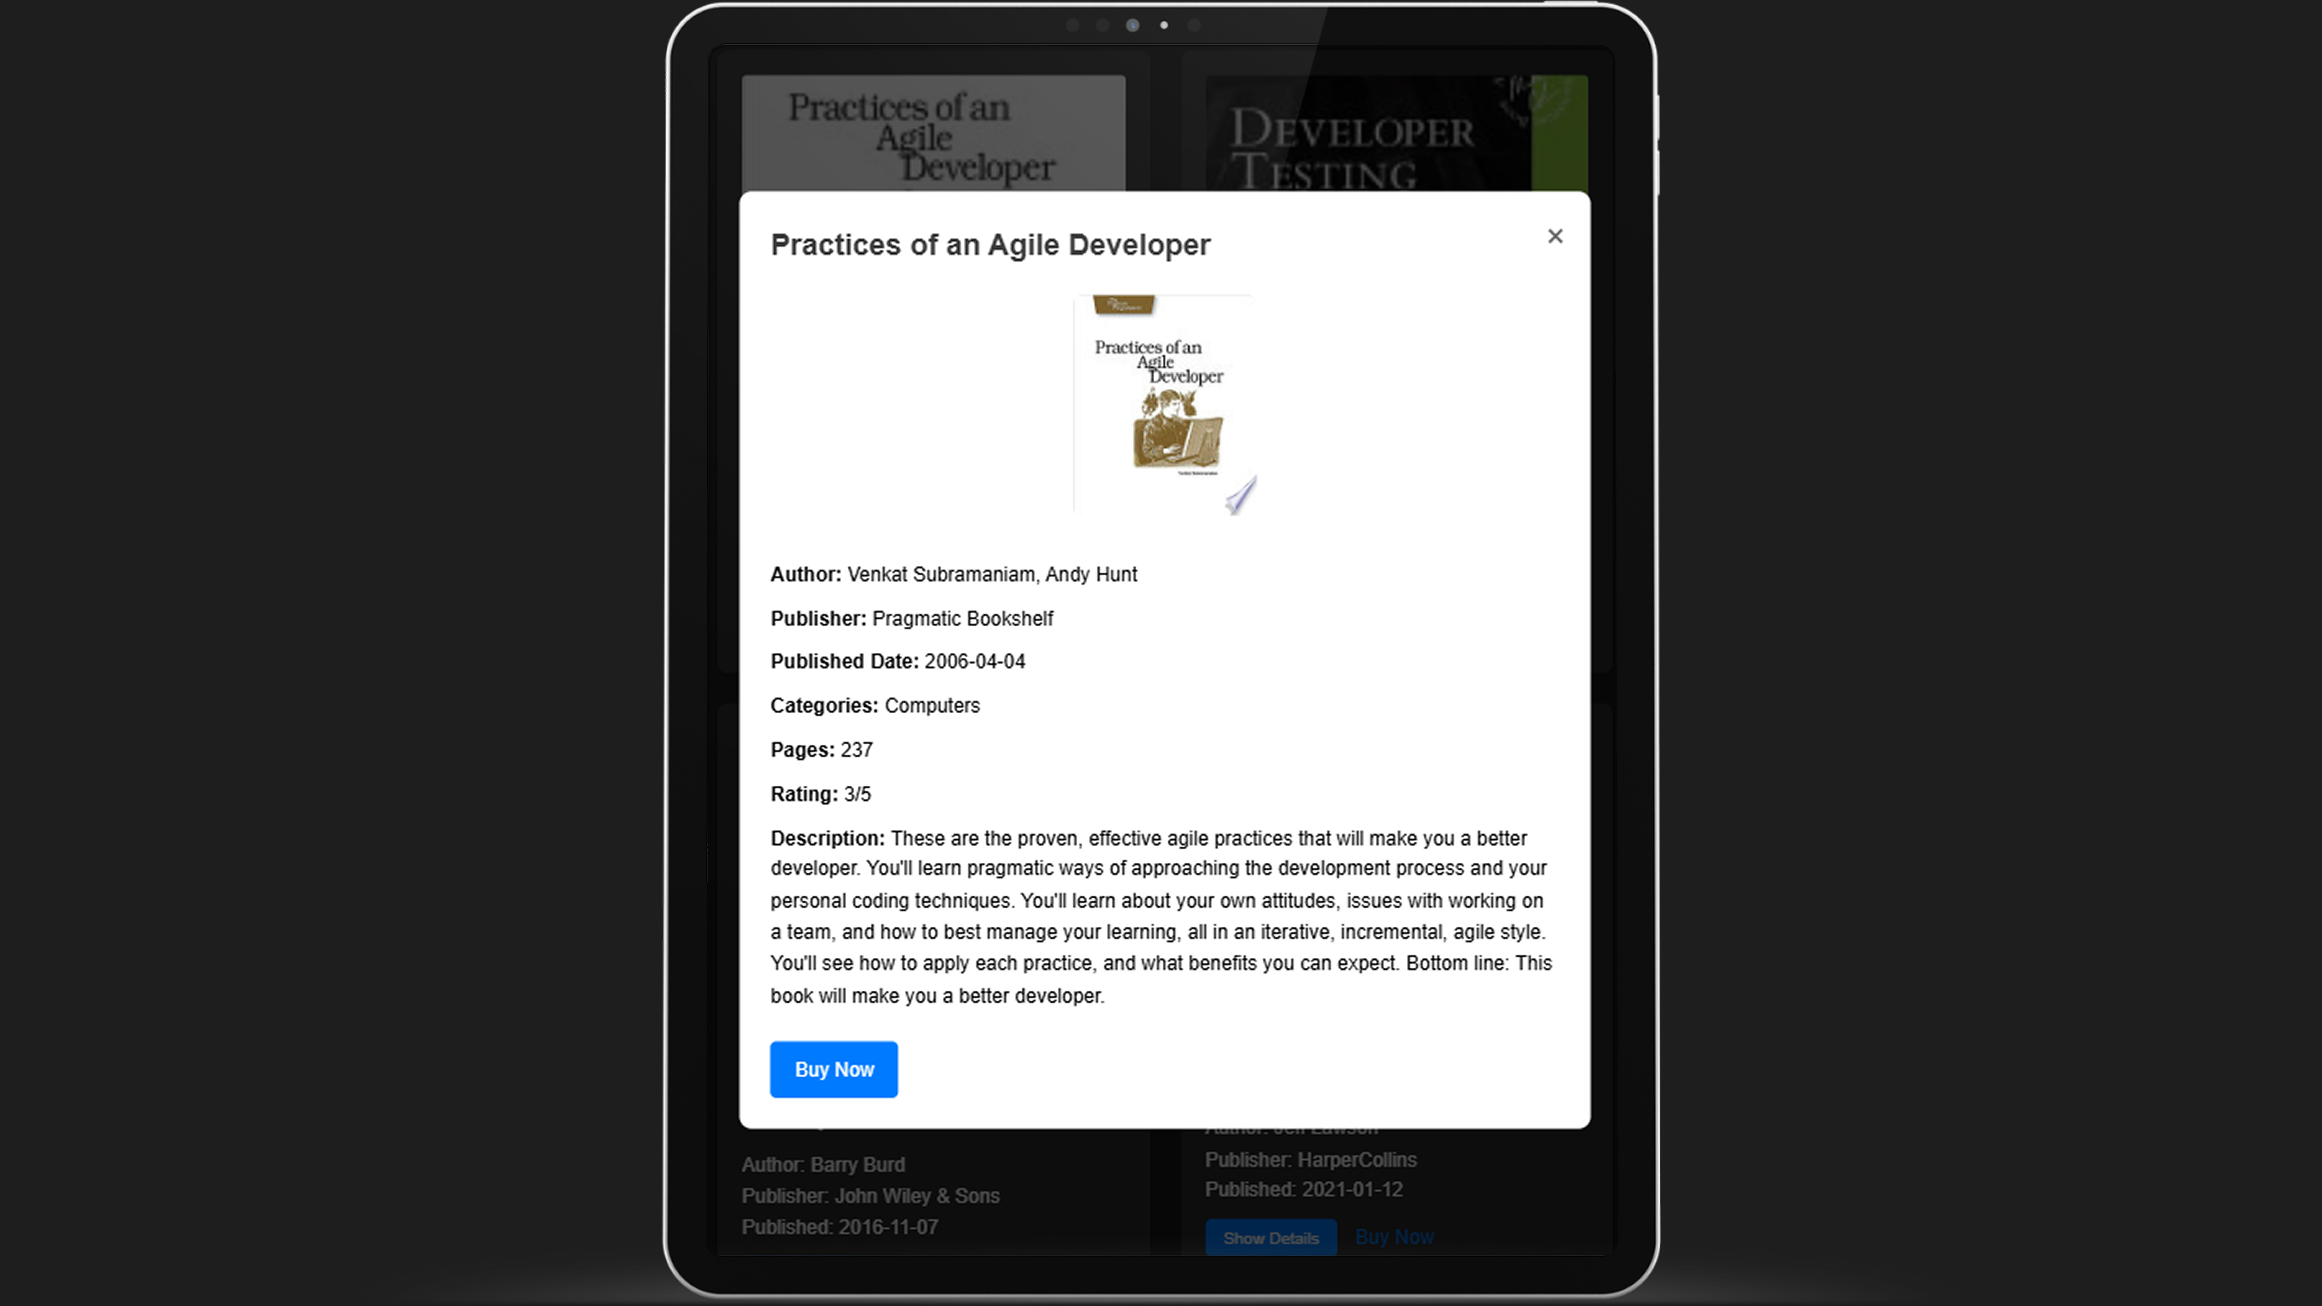 Practices of an
Agile
Developer
DEVELOPER
TESTING
Practices of an Agile Developer
×
Practices of an
Agile
Developer
Venkat Subramaniam
Author: Venkat Subramaniam, Andy Hunt
Publisher: Pragmatic Bookshelf
Published Date: 2006-04-04
Categories: Computers
Pages: 237
Rating: 3/5
Description: These are the proven, effective agile practices that will make you a better
developer. You'll learn pragmatic ways of approaching the development process and your
personal coding techniques. You'll learn about your own attitudes, issues with working on
a team, and how to best manage your learning, all in an iterative, incremental, agile style.
You'll see how to apply each practice, and what benefits you can expect. Bottom line: This
book will make you a better developer.
Buy Now
Author: Barry Burd
Publisher: John Wiley & Sons
Published: 2016-11-07
Author: Jeff Lawson
Publisher: HarperCollins
Published: 2021-01-12
Show Details Buy Now